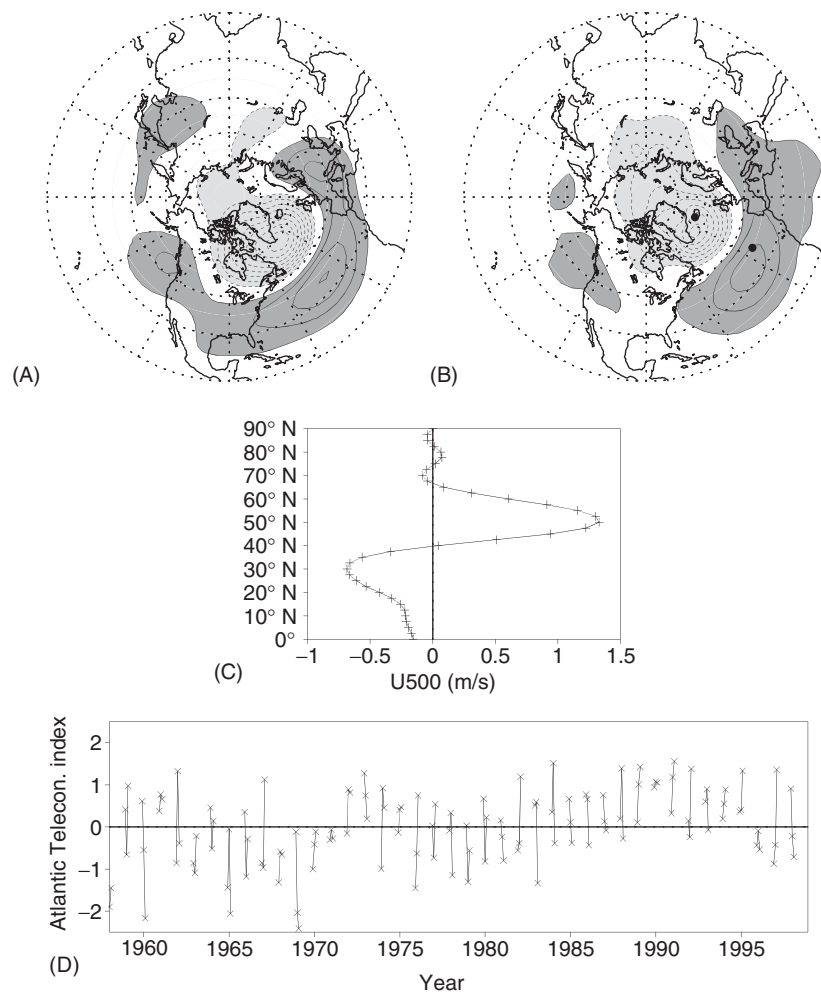 (A)
(B)
90° N
80° N
70° N
60° N
50° N
40° N
30° N
20° N
10° N
0°
−1 −0.5 0 0.5 1 1.5
U500 (m/s)
(C)
Atlantic Telecon. index
2
1
0
−1
−2
1960 1965 1970 1975 1980 1985 1990 1995
Year
(D)